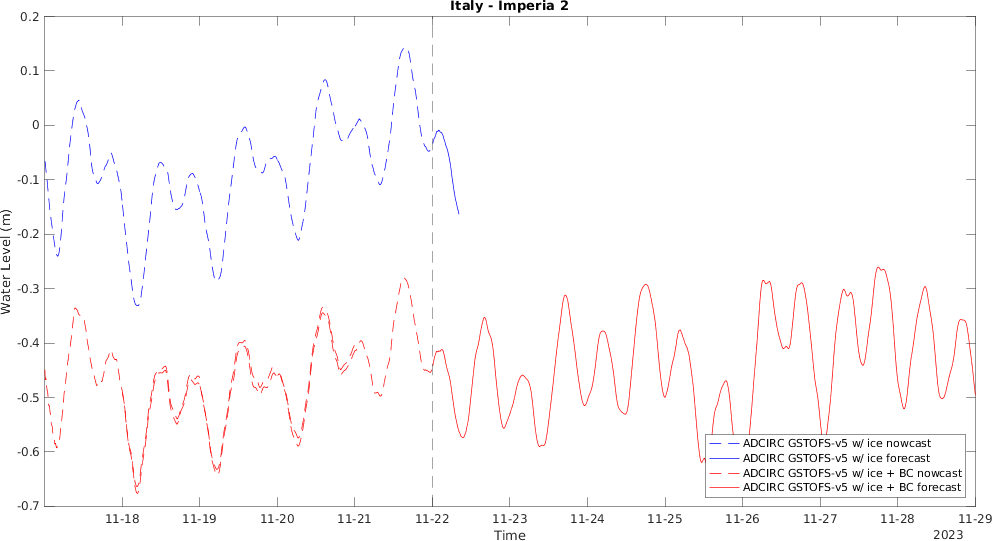 Italy - Imperia 2
Water Level (m)
0.2
0.1
0
-0.1
-0.2
-0.3
-0.4
-0.5
-0.6
-0.7
ADCIRC GSTOFS-v5 w/ ice nowcast
ADCIRC GSTOFS-v5 w/ ice forecast
ADCIRC GSTOFS-v5 w/ ice + BC nowcast
ADCIRC GSTOFS-v5 w/ ice + BC forecast
11-18 11-19 11-20 11-21 11-22 11-23 11-24 11-25 11-26 11-27 11-28 11-29
Time
2023